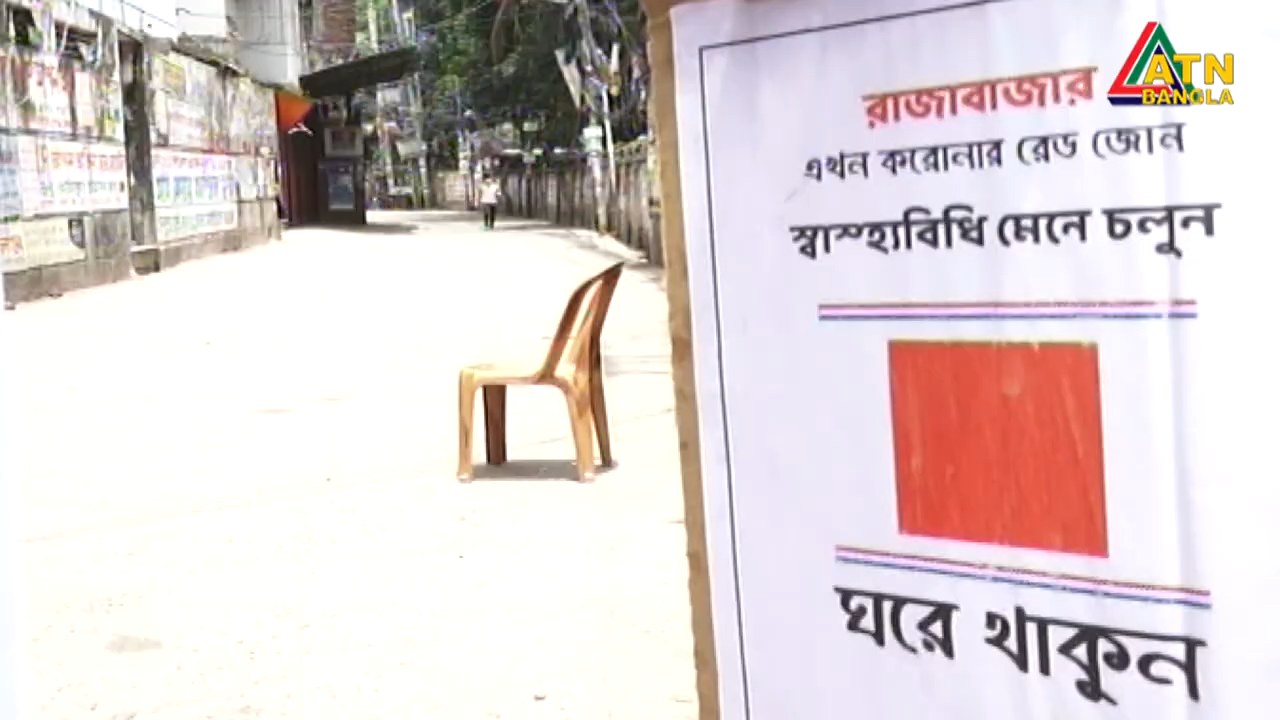 ATN
BANGLA
রাজাবাজার
এখন করোনার রেড জোন
স্বাস্হ্যবিধি মেনে চলুন
ঘরে থাকুন